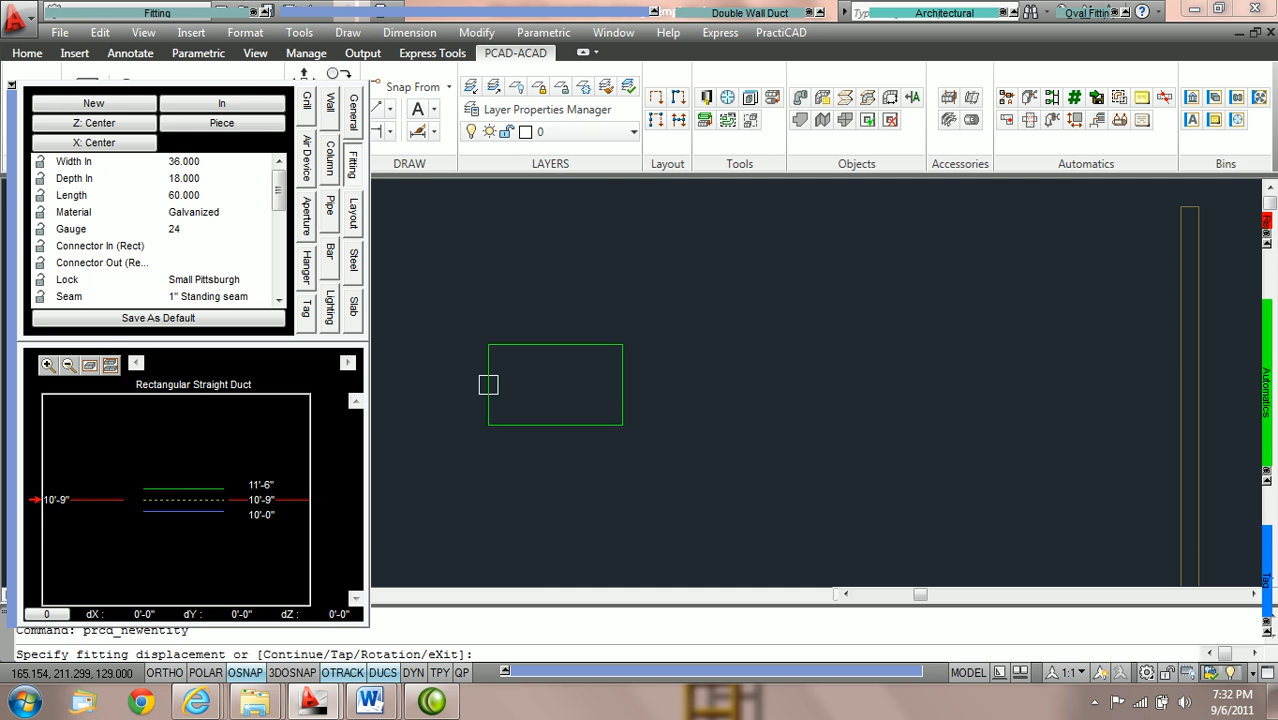 Fitting
Double Wall Duct
Architectural
Oval Fittin
File Edit View Insert Format Tools Draw Dimension Modify Parametric Window Help Express PractiCAD
Home Insert Annotate Parametric View Manage Output Express Tools PCAD-ACAD
Snap From
A
Layer Properties Manager
0
DRAW LAYERS Layout Tools Objects Accessories Automatics Bins
New In
Z: Center Piece
X: Center
Width In 36.000
Depth In 18.000
Length 60.000
Material Galvanized
Gauge 24
Connector In (Rect)
Connector Out (Re...
Lock Small Pittsburgh
Seam 1" Standing seam
Save As Default
Grill
Air Device
Aperture
Hanger
Tag
Wall
Column
Pipe
Bar
Lighting
General
Fitting
Layout
Steel
Slab
Rectangular Straight Duct
11'-6"
10'-9" 10'-9"
10'-0"
0 dX : 0'-0" dY : 0'-0" dZ : 0'-0"
Automatics
Command: prcd_newentity
Specify fitting displacement or [Continue/Tap/Rotation/eXit]:
165.154, 211.299, 129.000 ORTHO POLAR OSNAP 3DOSNAP OTRACK DUCS DYN TPY QP MODEL 1:1
7:32 PM
9/6/2011